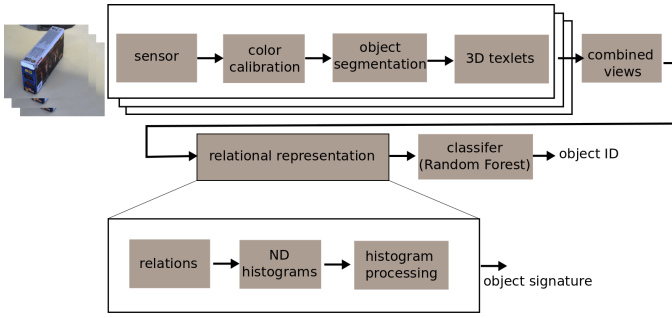 sensor
color
calibration
object
segmentation
3D texlets
combined
views
relational representation
classifer
(Random Forest)
object ID
relations
ND
histograms
histogram
processing
object signature